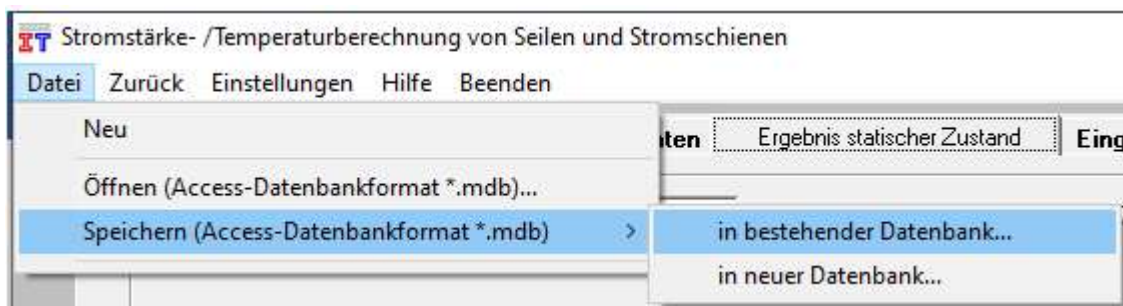 IT Stromstärke- /Temperaturberechnung von Seilen und Stromschienen
Datei Zurück Einstellungen Hilfe Beenden
Neu
Ergebnis statischer Zustand
Öffnen (Access-Datenbankformat *.mdb)...
Speichern (Access-Datenbankformat *.mdb) > in bestehender Datenbank...
in neuer Datenbank...